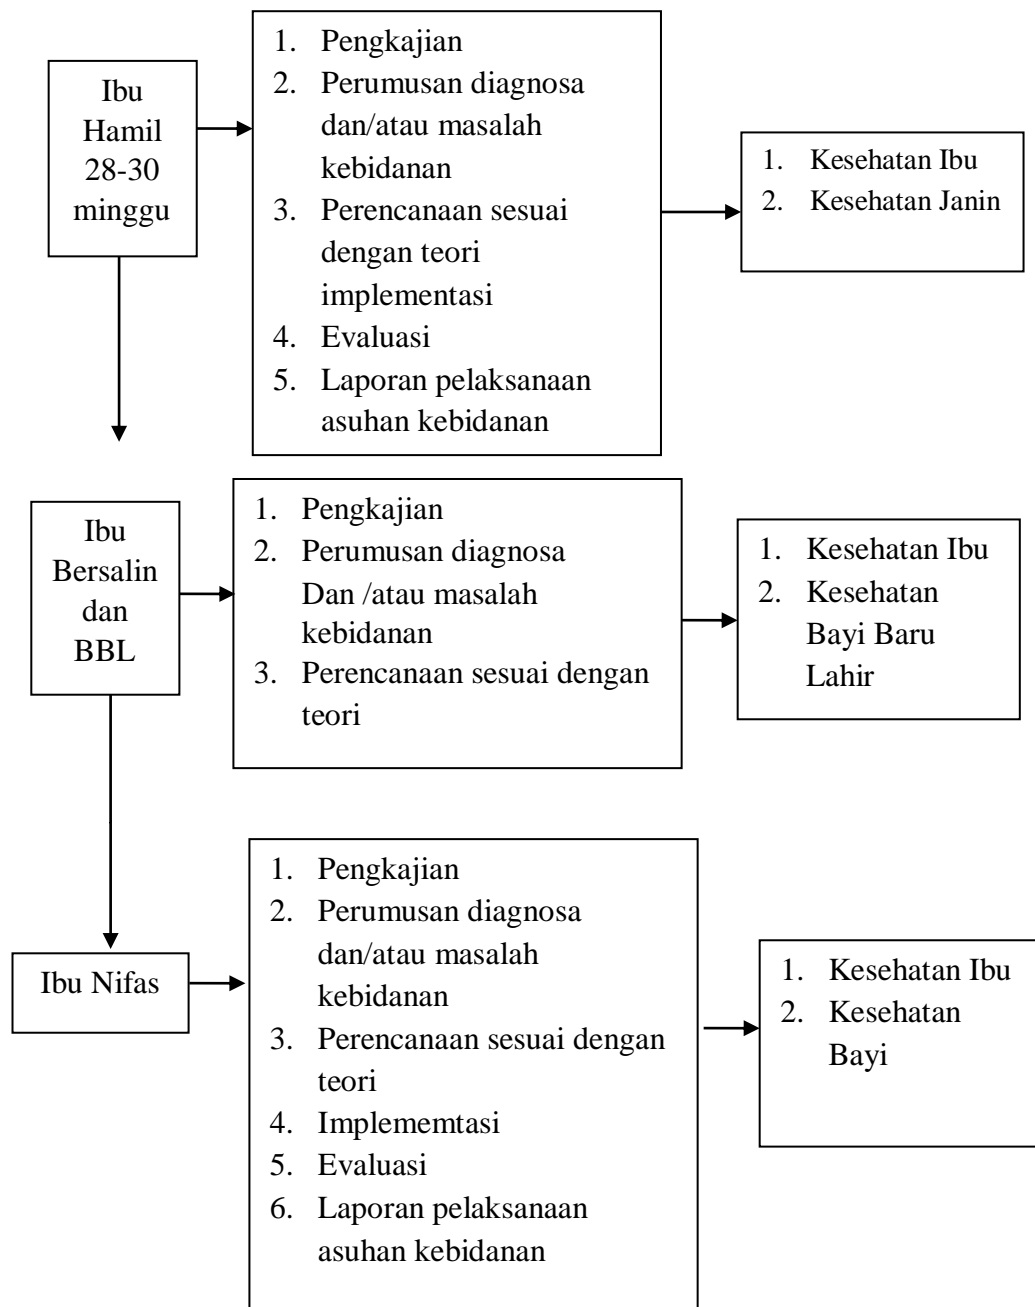 Ibu
Hamil
28-30
minggu
1. Pengkajian
2. Perumusan diagnosa
dan/atau masalah
kebidanan
3. Perencanaan sesuai
dengan teori
implementasi
4. Evaluasi
5. Laporan pelaksanaan
asuhan kebidanan
1. Kesehatan Ibu
2. Kesehatan Janin
Ibu
Bersalin
dan
BBL
1. Pengkajian
2. Perumusan diagnosa
Dan /atau masalah
kebidanan
3. Perencanaan sesuai dengan
teori
1. Kesehatan Ibu
2. Kesehatan
Bayi Baru
Lahir
Ibu Nifas
1. Pengkajian
2. Perumusan diagnosa
dan/atau masalah
kebidanan
3. Perencanaan sesuai dengan
teori
4. Implememtasi
5. Evaluasi
6. Laporan pelaksanaan
asuhan kebidanan
1. Kesehatan Ibu
2. Kesehatan
Bayi